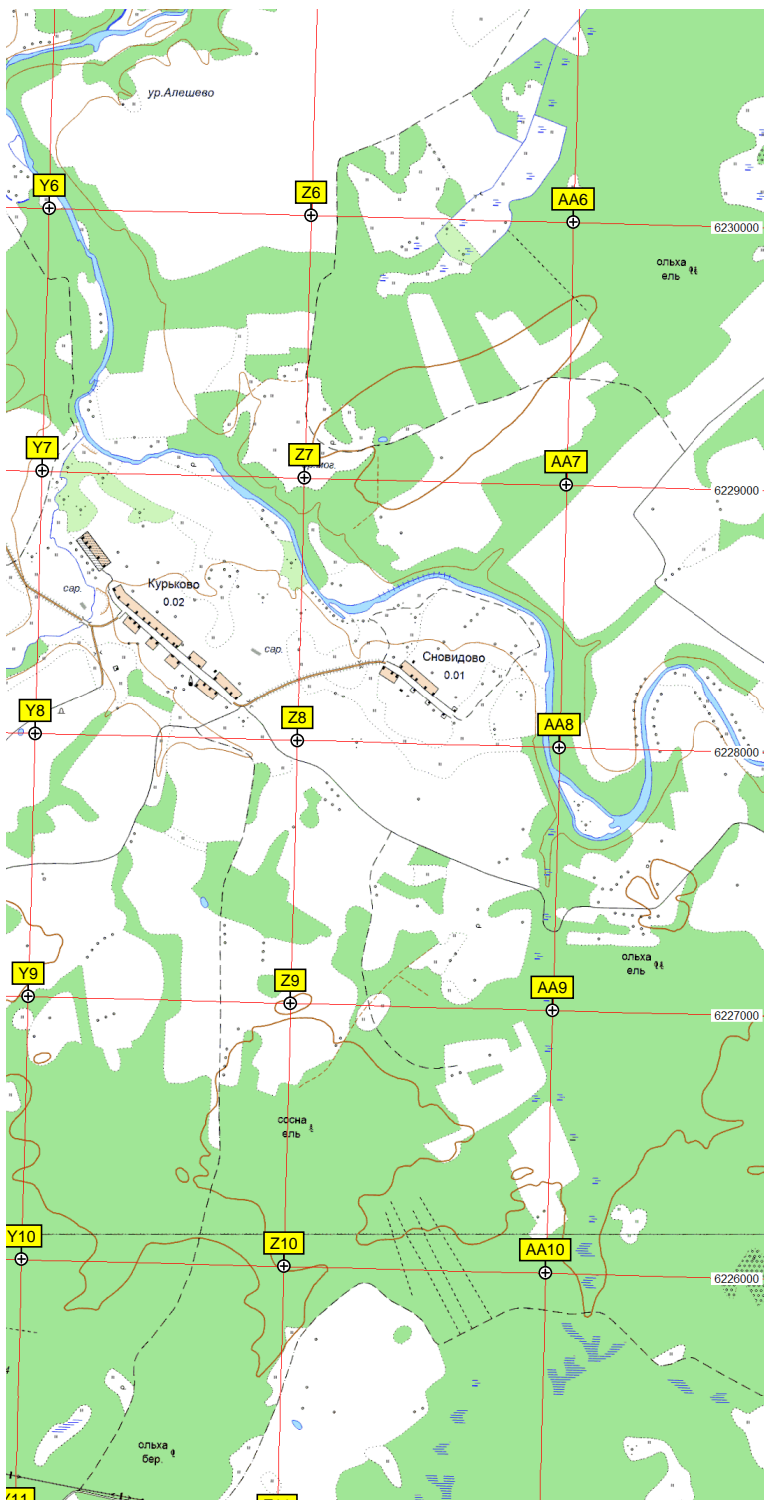 ур.Алешево
Y6
Z6
AA6
6230000
ольха
ель
Y7
Z7
мог.
AA7
6229000
сар.
Курьково
0.02
сар.
Сновидово
0.01
Y8
Z8
AA8
6228000
ольха
ель
Y9
Z9
AA9
6227000
сосна
ель
Y10
Z10
AA10
6226000
ольха
бер.
Y11